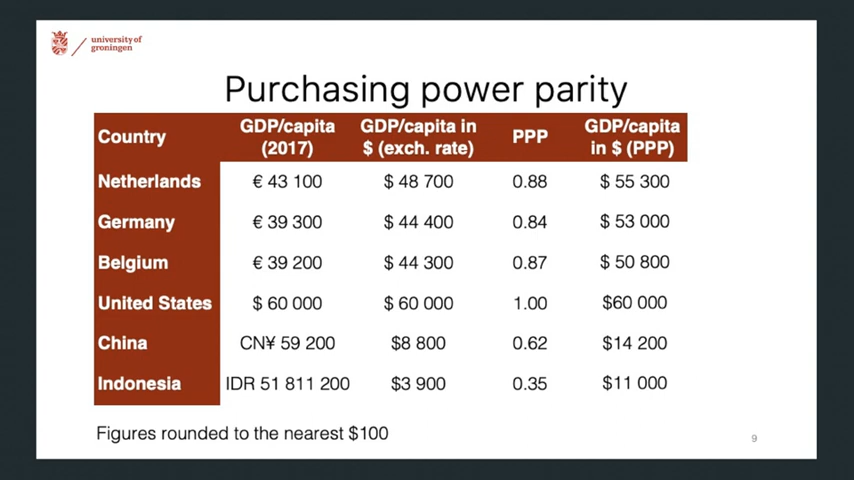 university of
groningen
Purchasing power parity
Country GDP/capita (2017) GDP/capita in $ (exch. rate) PPP GDP/capita in $ (PPP)
Netherlands € 43 100 $ 48 700 0.88 $ 55 300
Germany € 39 300 $ 44 400 0.84 $ 53 000
Belgium € 39 200 $ 44 300 0.87 $ 50 800
United States $ 60 000 $ 60 000 1.00 $60 000
China CN¥ 59 200 $8 800 0.62 $14 200
Indonesia IDR 51 811 200 $3 900 0.35 $11 000
Figures rounded to the nearest $100
9